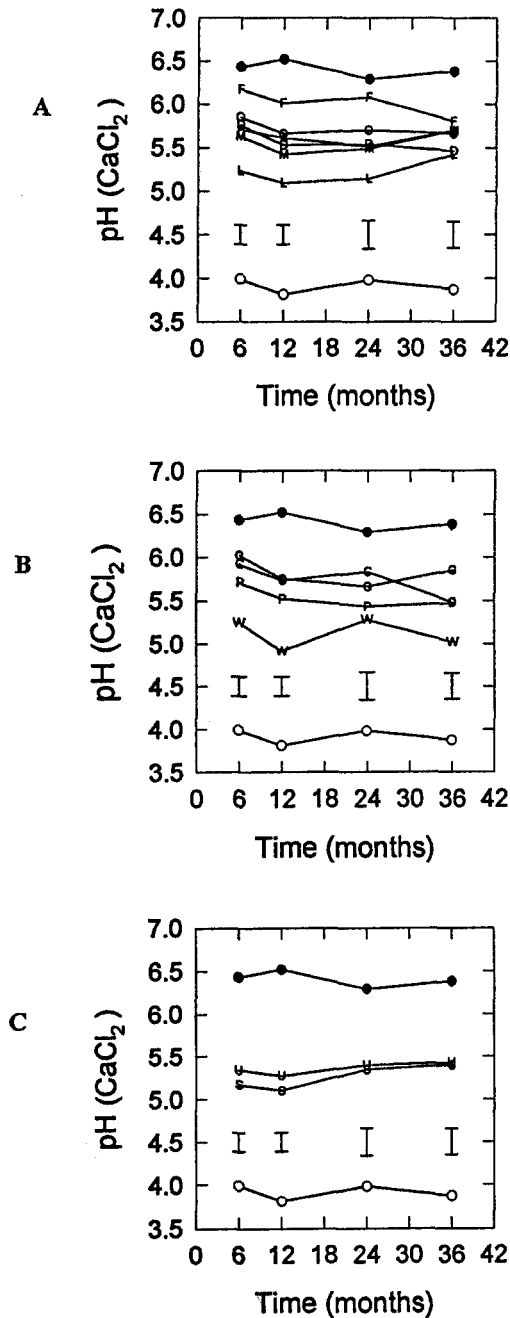 A
pH (CaCl₂)
7.0
6.5
6.0
5.5
5.0
4.5
4.0
3.5
F F F F
L L L L
0 6 12 18 24 30 36 42
Time (months)
B
pH (CaCl₂)
7.0
6.5
6.0
5.5
5.0
4.5
4.0
3.5
P P P
W W W W
0 6 12 18 24 30 36 42
Time (months)
C
pH (CaCl₂)
7.0
6.5
6.0
5.5
5.0
4.5
4.0
3.5
U U U U
0 6 12 18 24 30 36 42
Time (months)